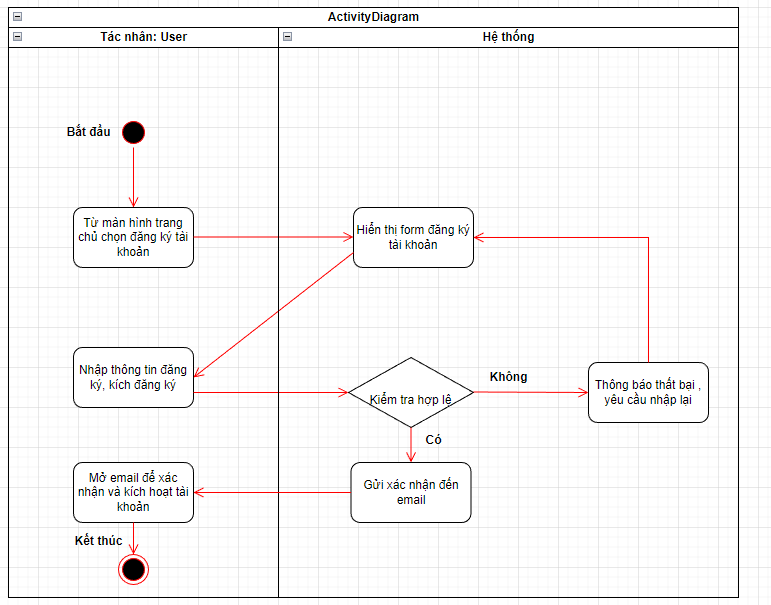 ActivityDiagram
Tác nhân: User
Hệ thống
Bắt đầu
Từ màn hình trang
chủ chọn đăng ký tài
khoản
Hiển thị form đăng ký
tài khoản
Nhập thông tin đăng
ký, kích đăng ký
Kiểm tra hợp lệ
Không
Thông báo thất bại ,
yêu cầu nhập lại
Có
Mở email để xác
nhận và kích hoạt tài
khoản
Gửi xác nhận đến
email
Kết thúc